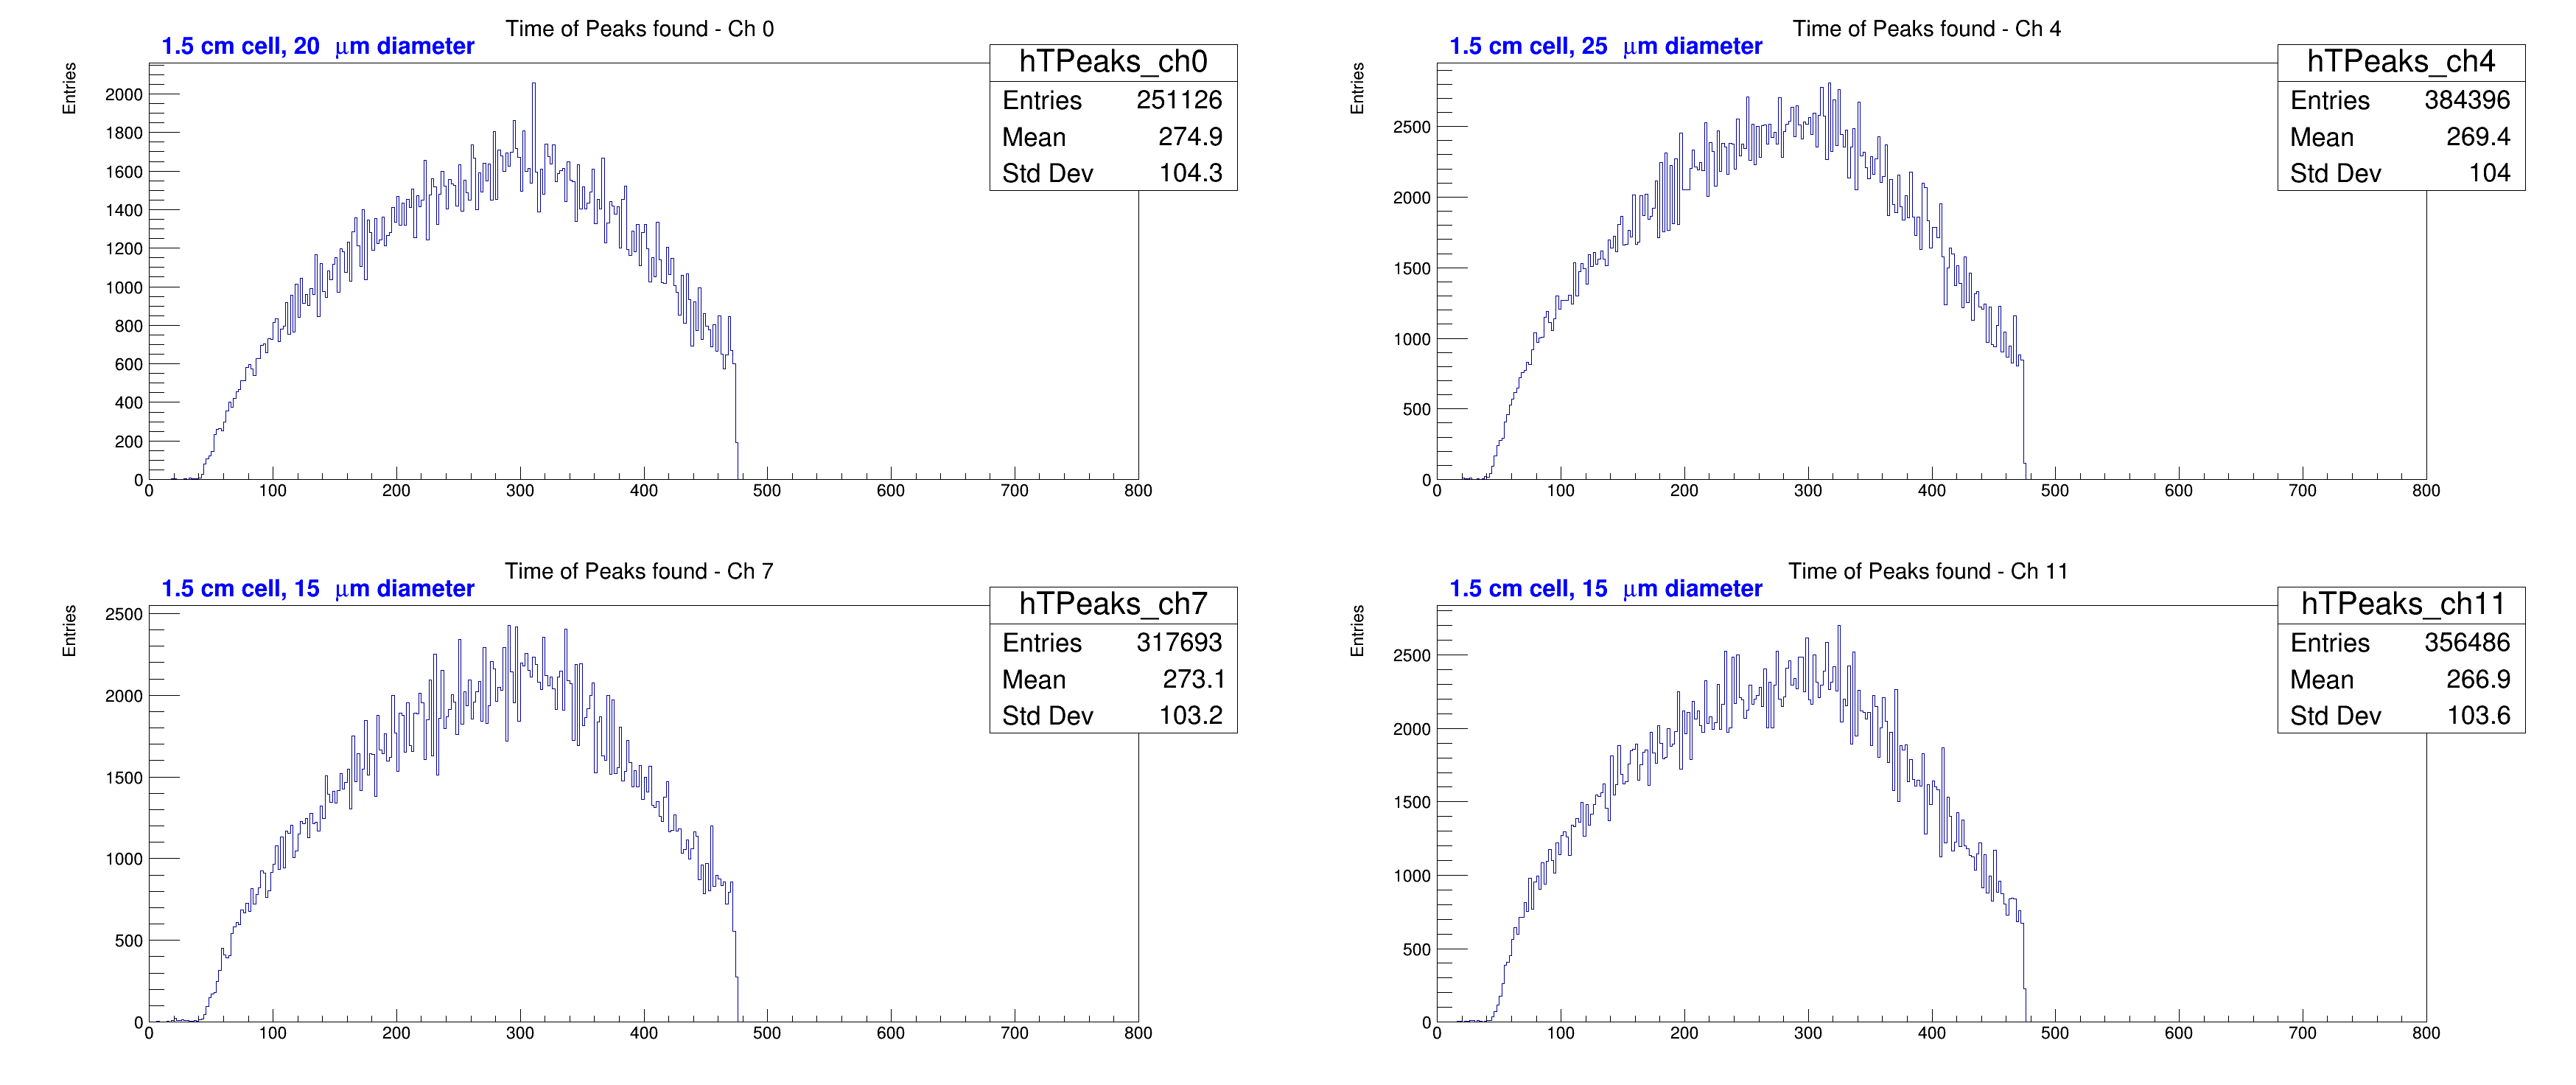 Time of Peaks found - Ch 0
1.5 cm cell, 20 μm diameter
Entries
hTPeaks_ch0
Entries 251126
Mean 274.9
Std Dev 104.3
2000
1800
1600
1400
1200
1000
800
600
400
200
0
0 100 200 300 400 500 600 700 800
Time of Peaks found - Ch 4
1.5 cm cell, 25 μm diameter
Entries
hTPeaks_ch4
Entries 384396
Mean 269.4
Std Dev 104
2500
2000
1500
1000
500
0
0 100 200 300 400 500 600 700 800
Time of Peaks found - Ch 7
1.5 cm cell, 15 μm diameter
Entries
hTPeaks_ch7
Entries 317693
Mean 273.1
Std Dev 103.2
2500
2000
1500
1000
500
0
0 100 200 300 400 500 600 700 800
Time of Peaks found - Ch 11
1.5 cm cell, 15 μm diameter
Entries
hTPeaks_ch11
Entries 356486
Mean 266.9
Std Dev 103.6
2500
2000
1500
1000
500
0
0 100 200 300 400 500 600 700 800